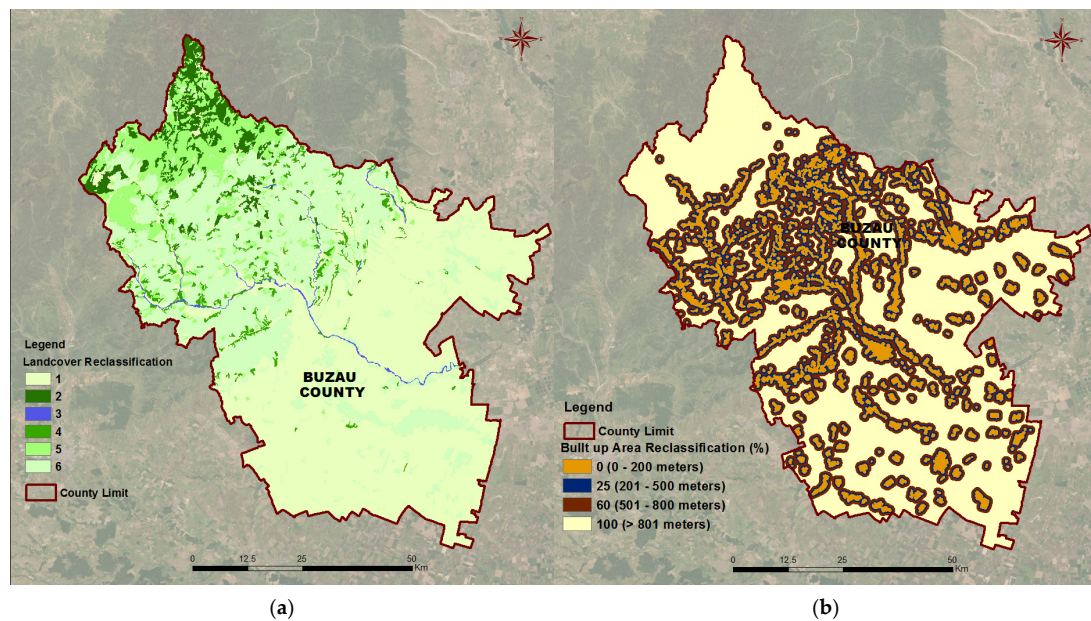 BUZAU
COUNTY
Legend
Landcover Reclassification
1
2
3
4
5
6
County Limit
0 12.5 25 50
Km
(a)
BUZAU
COUNTY
Legend
County Limit
Built up Area Reclassification (%)
0 (0 - 200 meters)
25 (201 - 500 meters)
60 (501 - 800 meters)
100 (> 801 meters)
0 12.5 25 50
Km
(b)